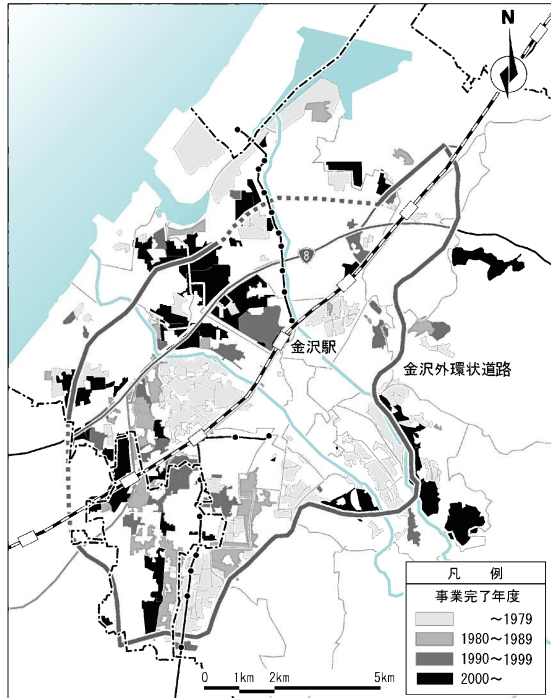 N
8
金沢駅
金沢外環状道路
凡 例
事業完了年度
～1979
1980～1989
1990～1999
2000～
0 1km 2km 5km